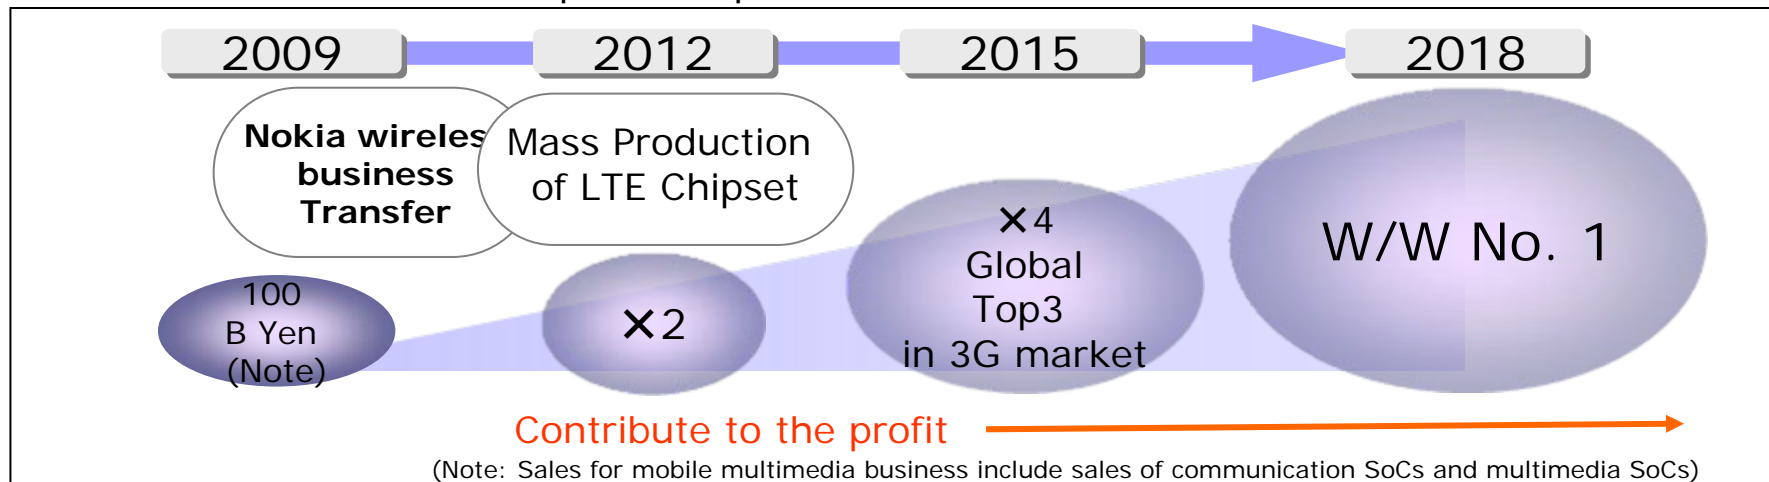 2009
2012
2015
2018
Nokia wireles
business
Transfer
Mass Production
of LTE Chipset
100
B Yen
(Note)
×2
×4
Global
Top3
in 3G market
W/W No. 1
Contribute to the profit
(Note: Sales for mobile multimedia business include sales of communication SoCs and multimedia SoCs)